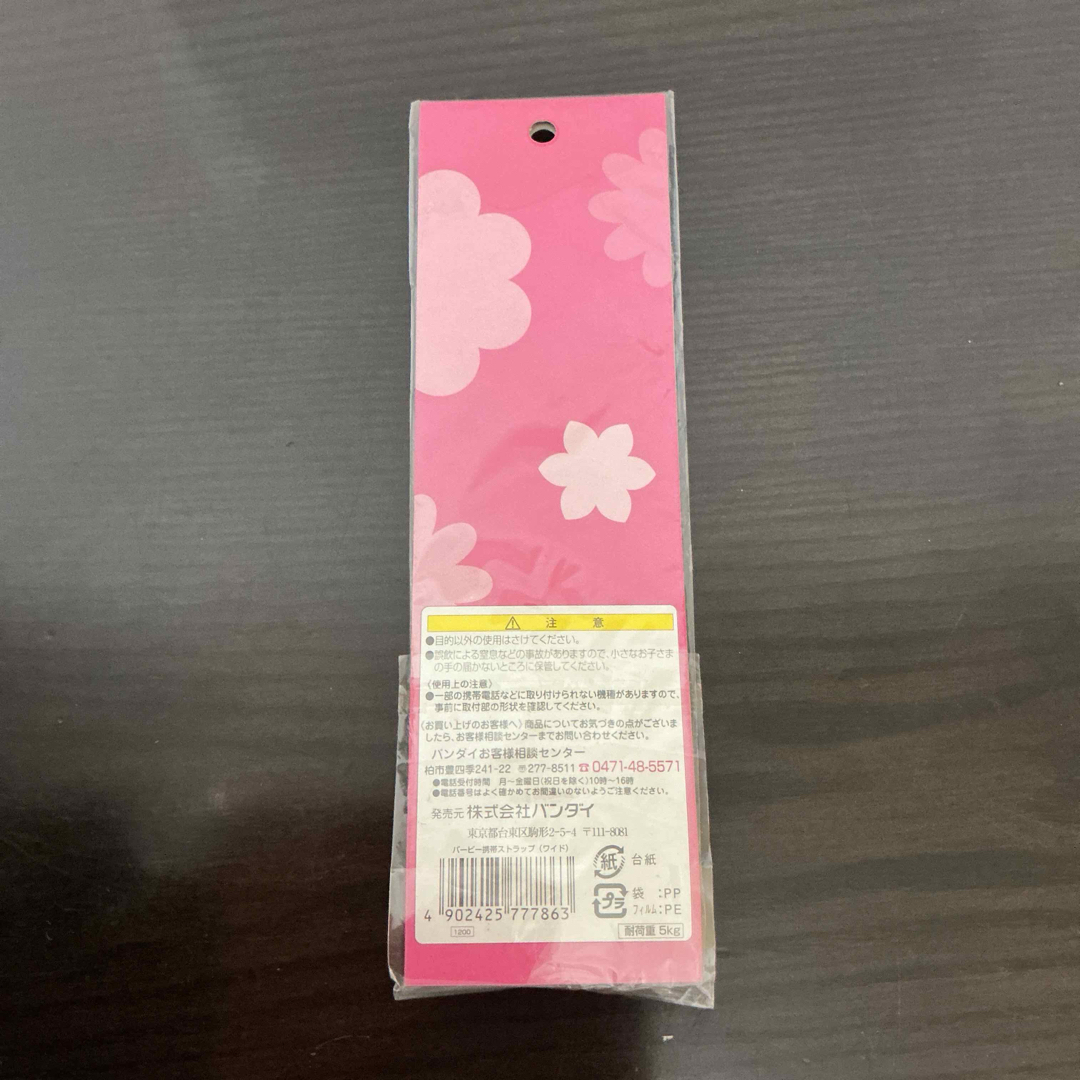 注意
●目的以外の使用はさけてください。
●誤飲による窒息などの事故がありますので、小さなお子さま
の手の届かないところに保管してください。
〈使用上の注意〉
●一部の携帯電話などに取り付けられない機種がありますので、
事前に取付部の形状を確認してください。
〈お買い上げのお客様へ〉商品についてお気づきの点がございま
したら、お客様相談センターまでお問い合わせください。
バンダイお客様相談センター
柏市豊四季241-22 〒277-8511 ☎0471-48-5571
●電話受付時間 月〜金曜日(祝日を除く)10時〜16時
●電話番号はよく確かめてお間違いのないようご注意ください。
発売元 株式会社バンダイ
東京都台東区駒形2-5-4 〒111-8081
バービー携帯ストラップ(ワイド)
紙 台紙
プラ 袋 :PP
フィルム:PE
4 902425 777863
1200
耐荷重 5kg